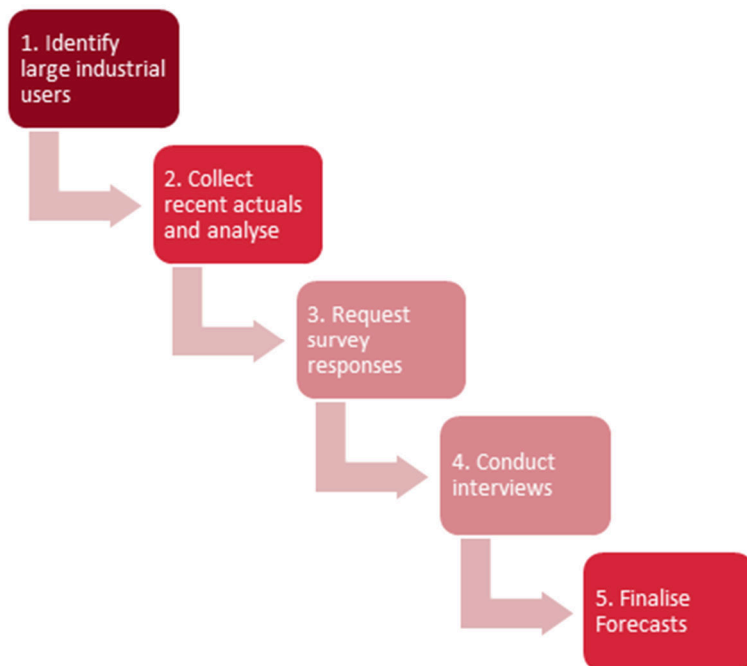 1. Identify
large industrial
users
2. Collect
recent actuals
and analyse
3. Request
survey
responses
4. Conduct
interviews
5. Finalise
Forecasts